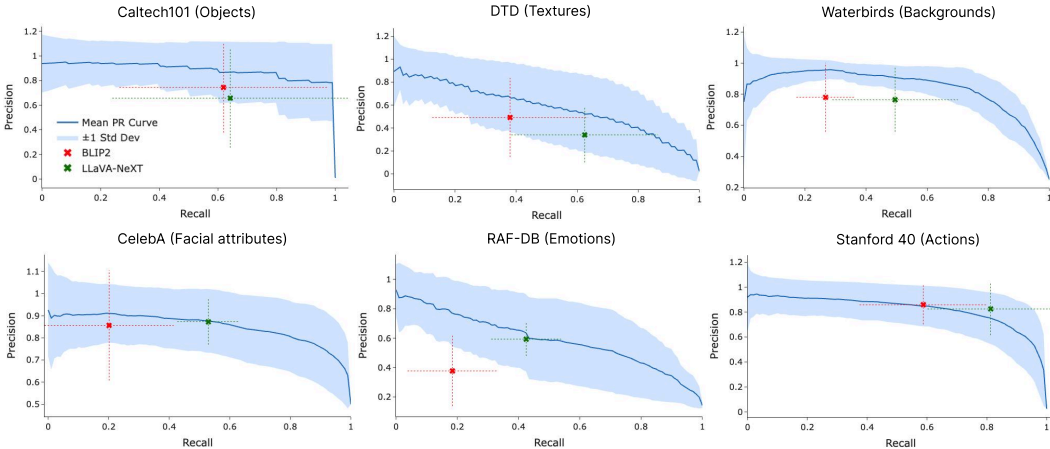 Caltech101 (Objects)
1.2
1
0.8
0.6
0.4
0.2
0
Precision
Mean PR Curve
±1 Std Dev
BLIP2
LLaVA-NeXT
0 0.2 0.4 0.6 0.8 1
Recall
DTD (Textures)
1.2
1
0.8
0.6
0.4
0.2
0
Precision
0 0.2 0.4 0.6 0.8 1
Recall
Waterbirds (Backgrounds)
1.2
1
0.8
0.6
0.4
0.2
Precision
0 0.2 0.4 0.6 0.8 1
Recall
CelebA (Facial attributes)
1.1
1
0.9
0.8
0.7
0.6
0.5
Precision
0 0.2 0.4 0.6 0.8 1
Recall
RAF-DB (Emotions)
1
0.8
0.6
0.4
0.2
Precision
0 0.2 0.4 0.6 0.8 1
Recall
Stanford 40 (Actions)
1.2
1
0.8
0.6
0.4
0.2
0
Precision
0 0.2 0.4 0.6 0.8 1
Recall